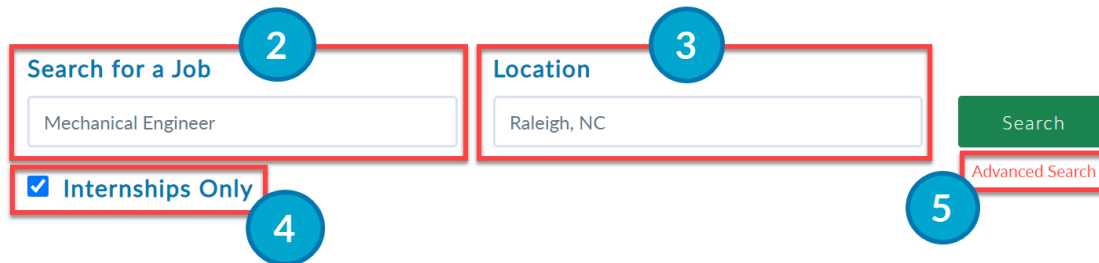 2
3
Search for a Job
Location
Mechanical Engineer
Raleigh, NC
Search
Advanced Search
Internships Only
5
4